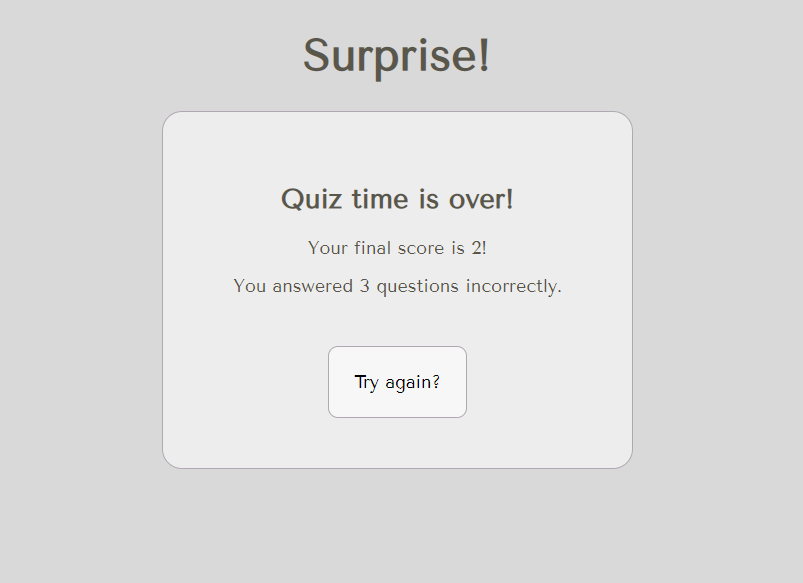 Surprise!
Quiz time is over!
Your final score is 2!
You answered 3 questions incorrectly.
Try again?